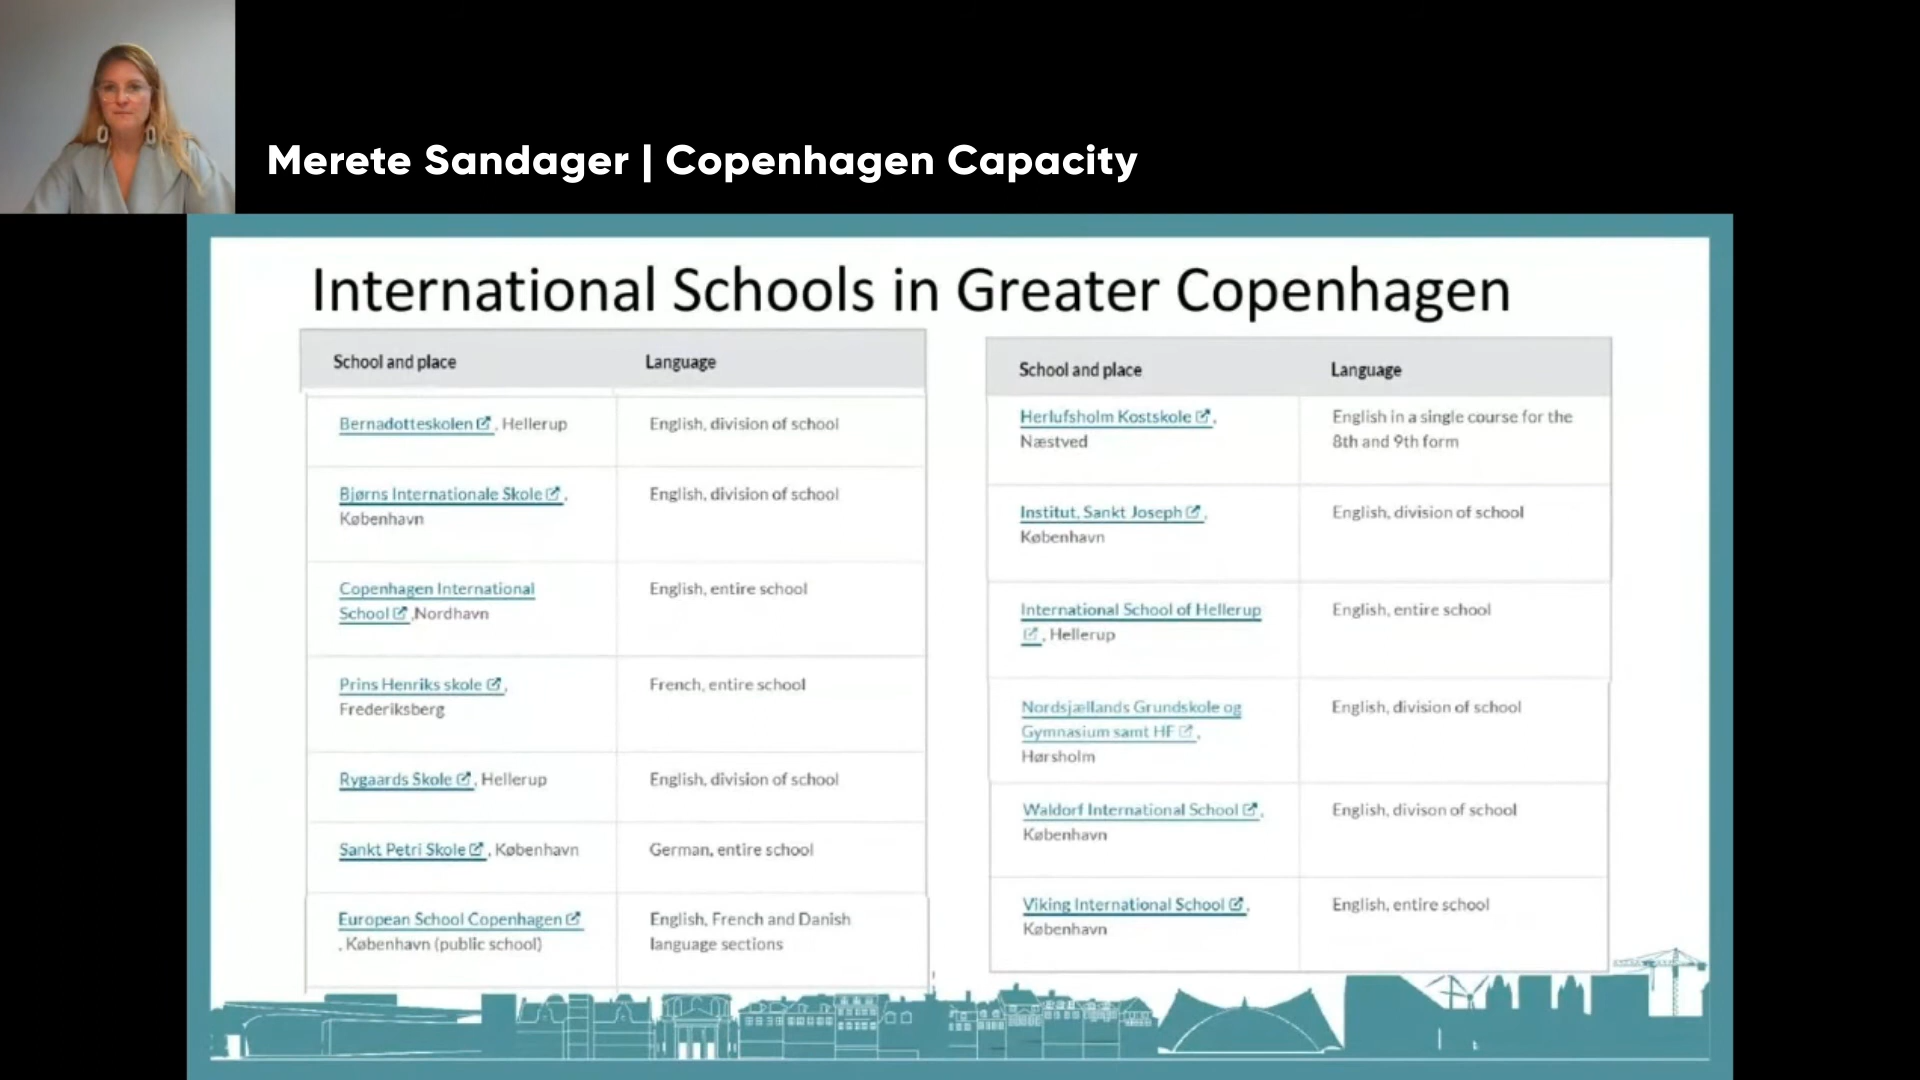 Merete Sandager | Copenhagen Capacity
International Schools in Greater Copenhagen
School and place
Language
Bernadotteskolen , Hellerup
English, division of school
Bjørns Internationale Skole ,
København
English, division of school
Copenhagen International
School ,Nordhavn
English, entire school
Prins Henriks skole ,
Frederiksberg
French, entire school
Rygaards Skole , Hellerup
English, division of school
Sankt Petri Skole , København
German, entire school
European School Copenhagen
, København (public school)
English, French and Danish
language sections
School and place
Language
Herlufsholm Kostskole ,
Næstved
English in a single course for the
8th and 9th form
Institut, Sankt Joseph ,
København
English, division of school
International School of Hellerup
, Hellerup
English, entire school
Nordsjællands Grundskole og
Gymnasium samt HF ,
Hørsholm
English, division of school
Waldorf International School ,
København
English, divison of school
Viking International School ,
København
English, entire school